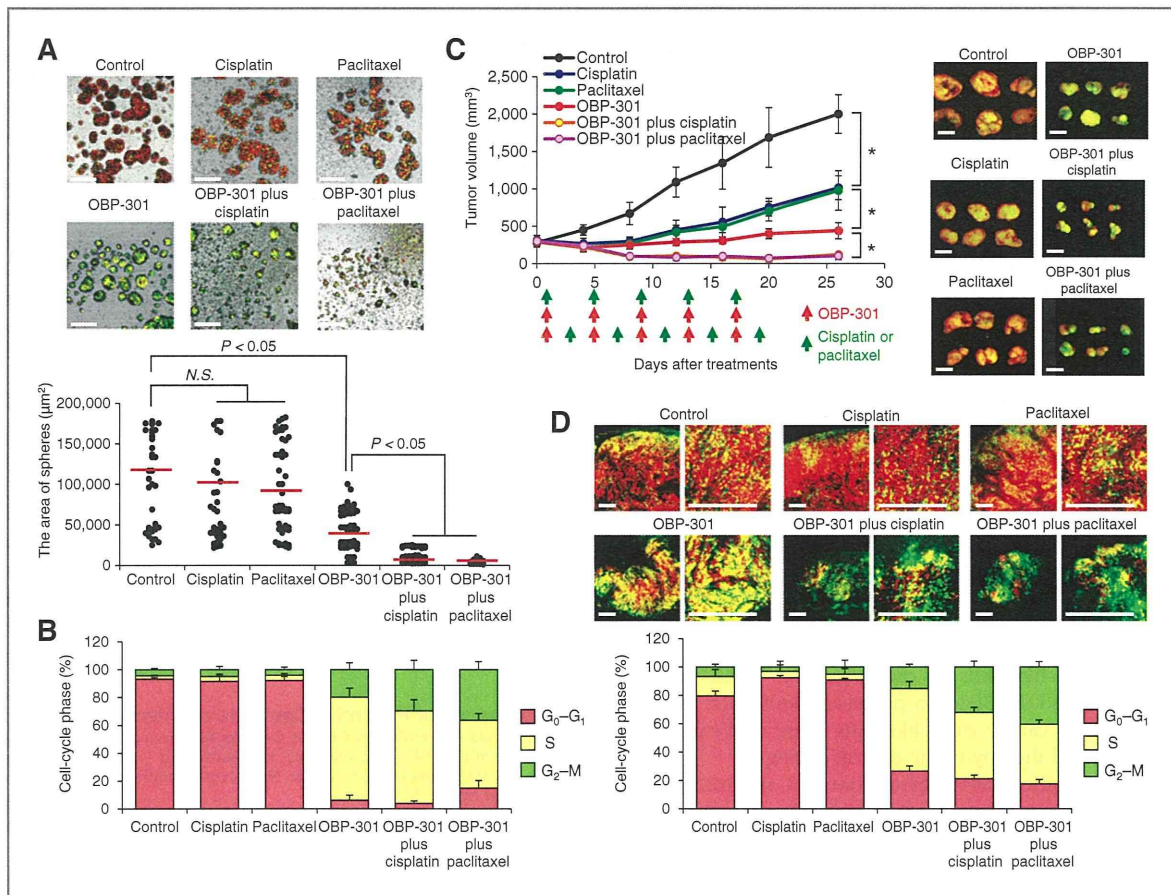 A
Control Cisplatin Paclitaxel
OBP-301 OBP-301 plus cisplatin OBP-301 plus paclitaxel
P < 0.05
N.S.
P < 0.05
The area of spheres (µm²)
200,000
150,000
100,000
50,000
0
Control Cisplatin Paclitaxel OBP-301 OBP-301 plus cisplatin OBP-301 plus paclitaxel
B
Cell-cycle phase (%)
120
100
80
60
40
20
0
G₀–G₁
S
G₂–M
Control Cisplatin Paclitaxel OBP-301 OBP-301 plus cisplatin OBP-301 plus paclitaxel
C
Control
Cisplatin
Paclitaxel
OBP-301
OBP-301 plus cisplatin
OBP-301 plus paclitaxel
Tumor volume (mm³)
2,500
2,000
1,500
1,000
500
0
*
*
*
0 5 10 15 20 25 30
OBP-301
Cisplatin or
paclitaxel
Days after treatments
Control OBP-301
Cisplatin OBP-301 plus cisplatin
Paclitaxel OBP-301 plus paclitaxel
D
Control Cisplatin Paclitaxel
OBP-301 OBP-301 plus cisplatin OBP-301 plus paclitaxel
Cell-cycle phase (%)
120
100
80
60
40
20
0
G₀–G₁
S
G₂–M
Control Cisplatin Paclitaxel OBP-301 OBP-301 plus cisplatin OBP-301 plus paclitaxel